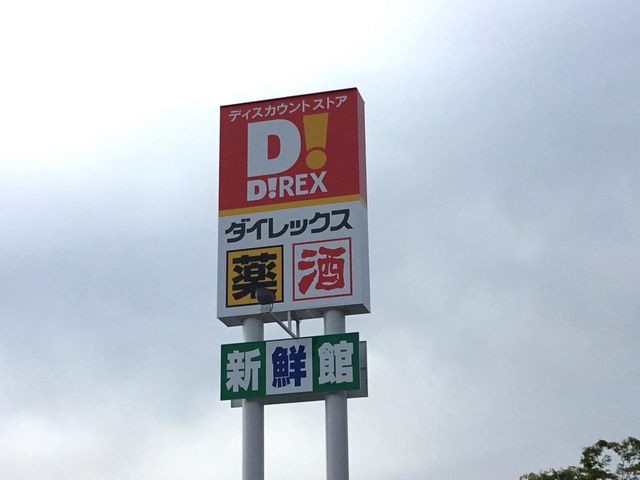 ディスカウントストア
D!
D!REX
ダイレックス
薬 酒
新鮮館